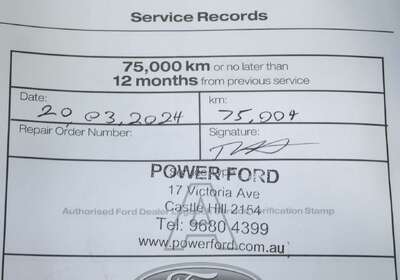 Service Records
75,000 km or no later than
12 months from previous service
Date: km:
20.03.2024 75,004
Repair Order Number: Signature:
POWER FORD
17 Victoria Ave
Castle Hill 2154
Authorised Ford Dealer Verification Stamp
Tel: 9680 4399
www.powerford.com.au
Ford